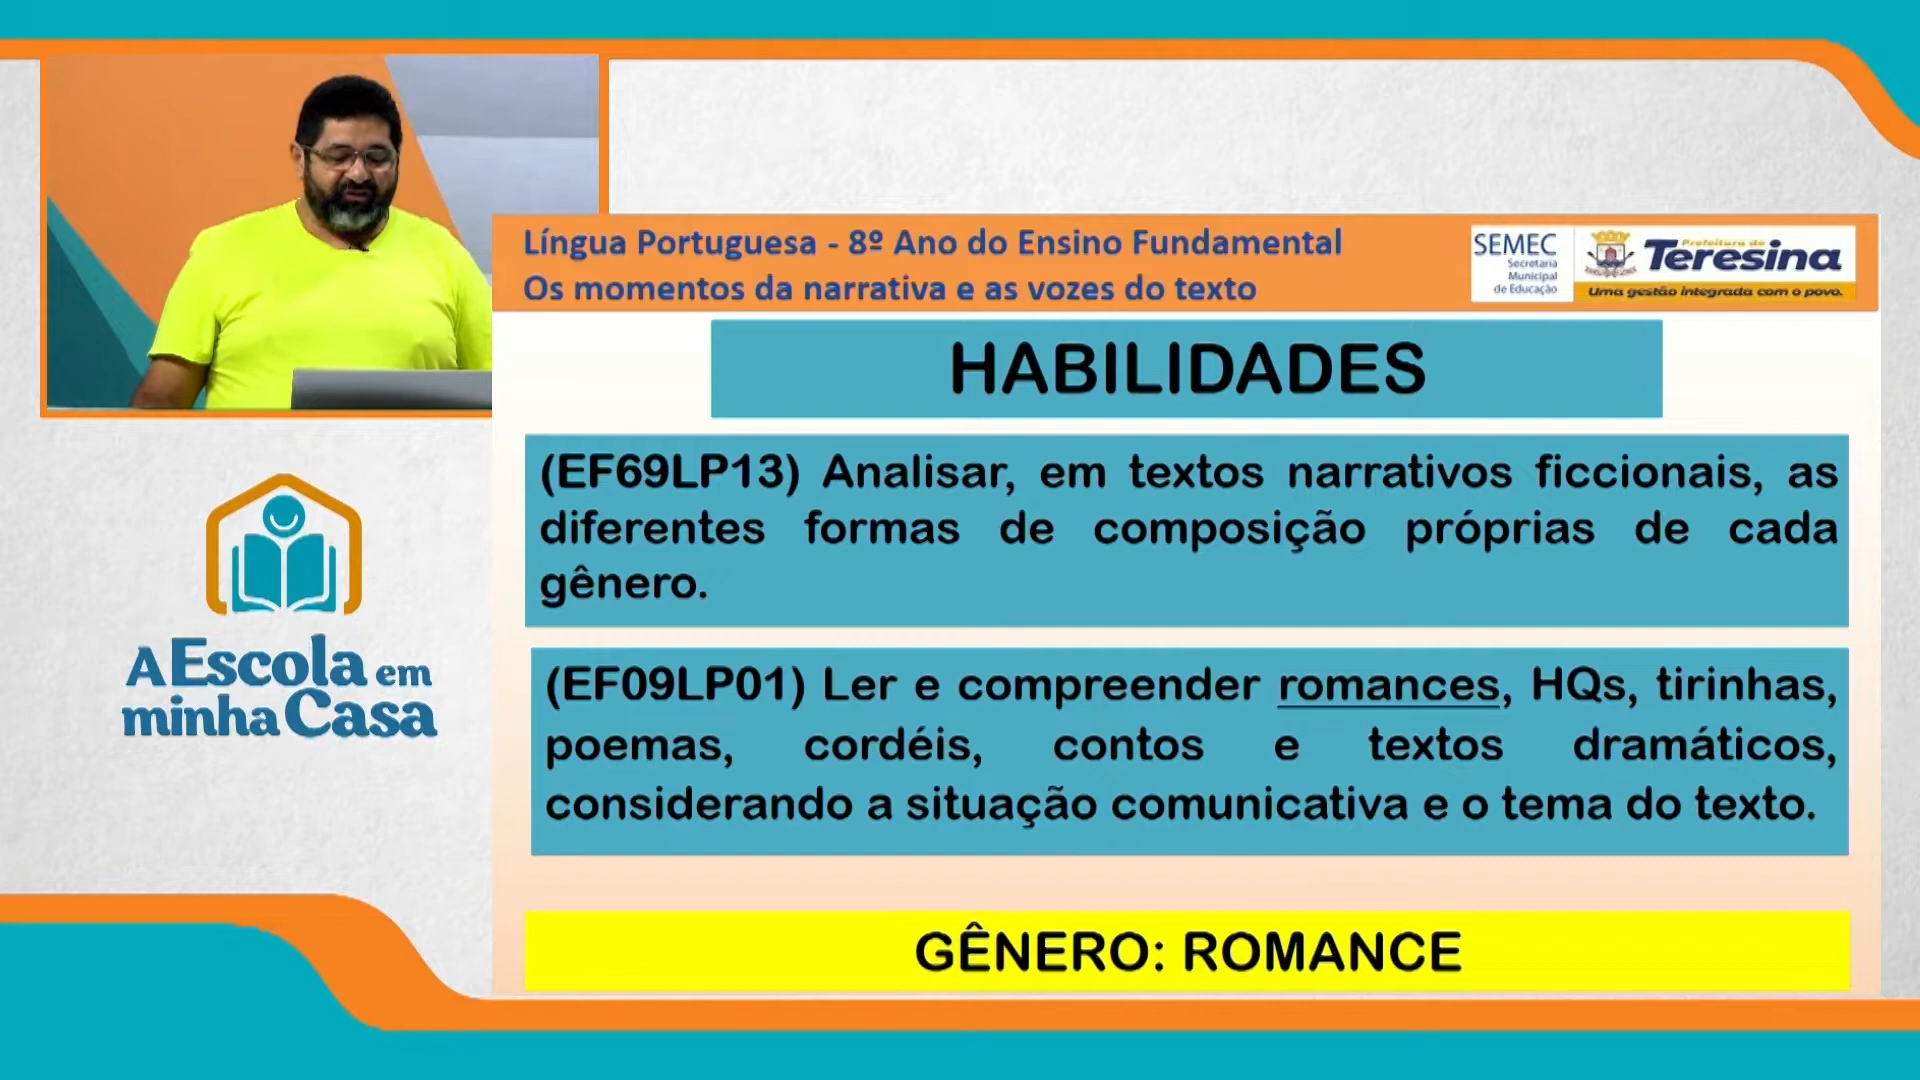 Língua Portuguesa - 8º Ano do Ensino Fundamental
Os momentos da narrativa e as vozes do texto
SEMEC
Secretaria
Municipal
de Educação
Prefeitura de
Teresina
Uma gestão integrada com o povo.
HABILIDADES
(EF69LP13) Analisar, em textos narrativos ficcionais, as
diferentes formas de composição próprias de cada
gênero.
(EF09LP01) Ler e compreender romances, HQs, tirinhas,
poemas, cordéis, contos e textos dramáticos,
considerando a situação comunicativa e o tema do texto.
GÊNERO: ROMANCE
A Escola em
minha Casa